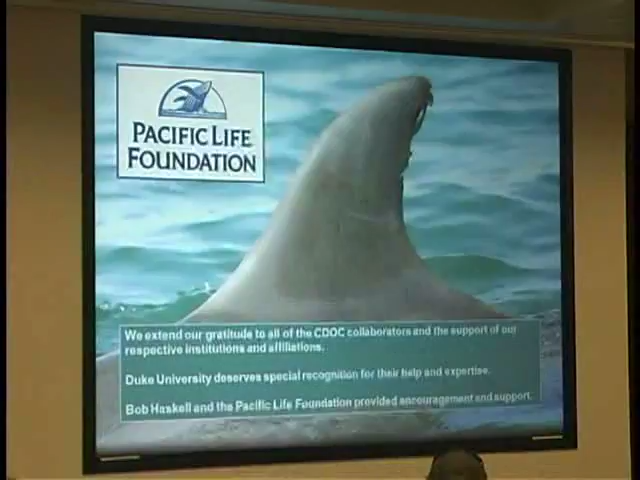 PACIFIC LIFE
FOUNDATION
We extend our gratitude to all of the CDOC collaborators and the support of our
respective institutions and affiliations.
Duke University deserves special recognition for their help and expertise.
Bob Haskell and the Pacific Life Foundation provided encouragement and support.